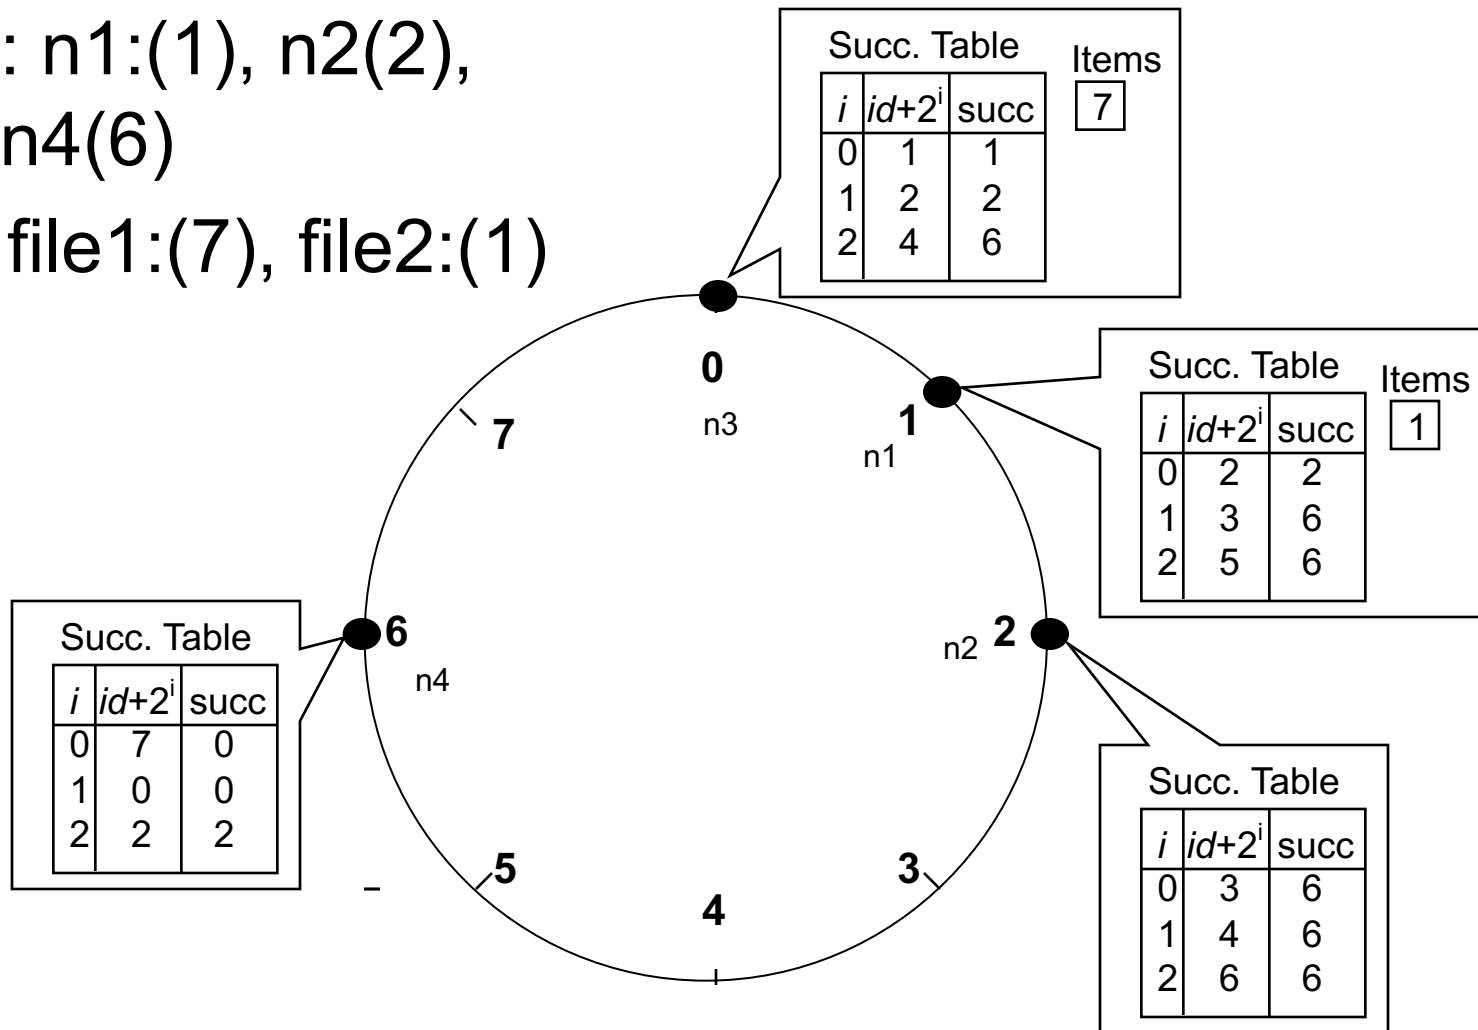 : n1:(1), n2(2),
n4(6)
file1:(7), file2:(1)
Succ. Table
Items
i id+2^i succ
7
0 1 1
1 2 2
2 4 6
Succ. Table
Items
i id+2^i succ
1
0 2 2
1 3 6
2 5 6
0
n3
1
n1
7
Succ. Table
i id+2^i succ
0 7 0
1 0 0
2 2 2
6
n4
n2 2
5
3
4
–
Succ. Table
i id+2^i succ
0 3 6
1 4 6
2 6 6